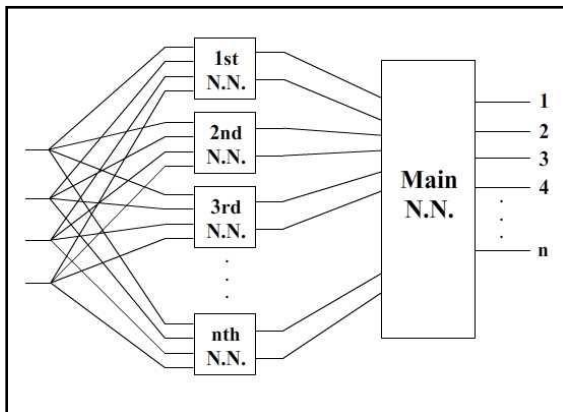 1st
N.N.
2nd
N.N.
3rd
N.N.
.
.
.
nth
N.N.
Main
N.N.
1
2
3
4
.
.
.
n